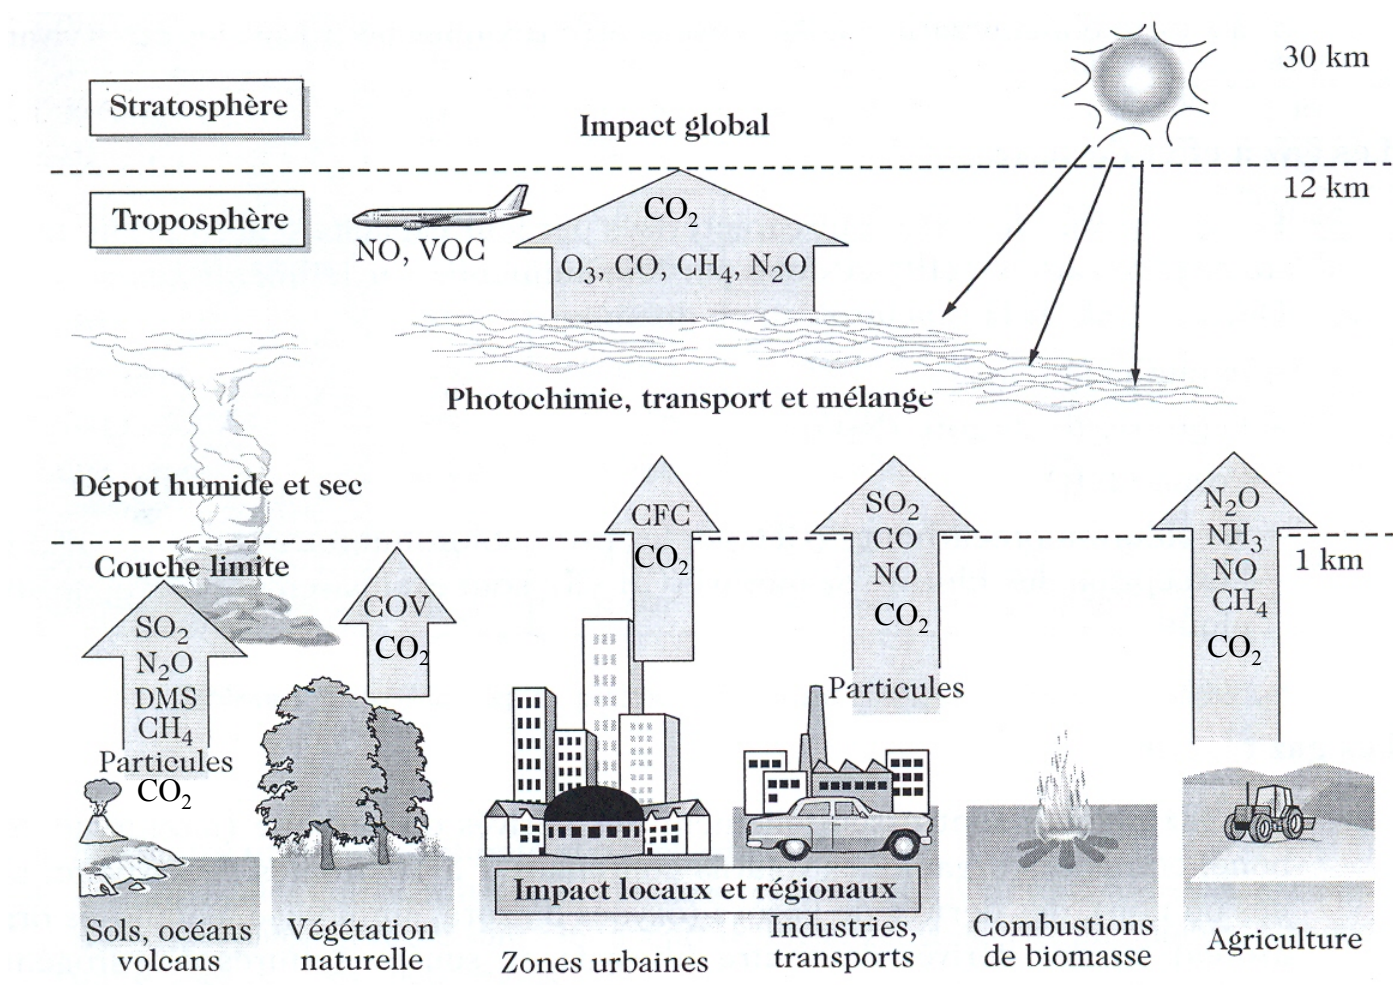 30 km
Stratosphère
Impact global
12 km
Troposphère
NO, VOC
CO₂
O₃, CO, CH₄, N₂O
Photochimie, transport et mélange
Dépot humide et sec
Couche limite
1 km
SO₂
N₂O
DMS
CH₄
Particules
CO₂
COV
CO₂
CFC
CO₂
SO₂
CO
NO
CO₂
Particules
N₂O
NH₃
NO
CH₄
CO₂
Impact locaux et régionaux
Sols, océans
volcans
Végétation
naturelle
Zones urbaines
Industries,
transports
Combustions
de biomasse
Agriculture